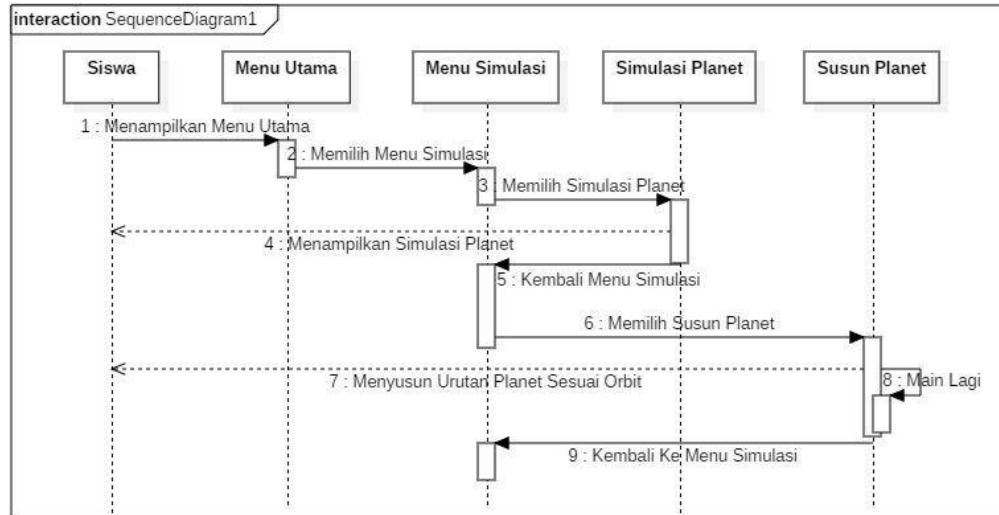 interaction SequenceDiagram1
Siswa
Menu Utama
Menu Simulasi
Simulasi Planet
Susun Planet
1 : Menampilkan Menu Utama
2 : Memilih Menu Simulasi
3 : Memilih Simulasi Planet
4 : Menampilkan Simulasi Planet
5 : Kembali Menu Simulasi
6 : Memilih Susun Planet
7 : Menyusun Urutan Planet Sesuai Orbit
8 : Main Lagi
9 : Kembali Ke Menu Simulasi